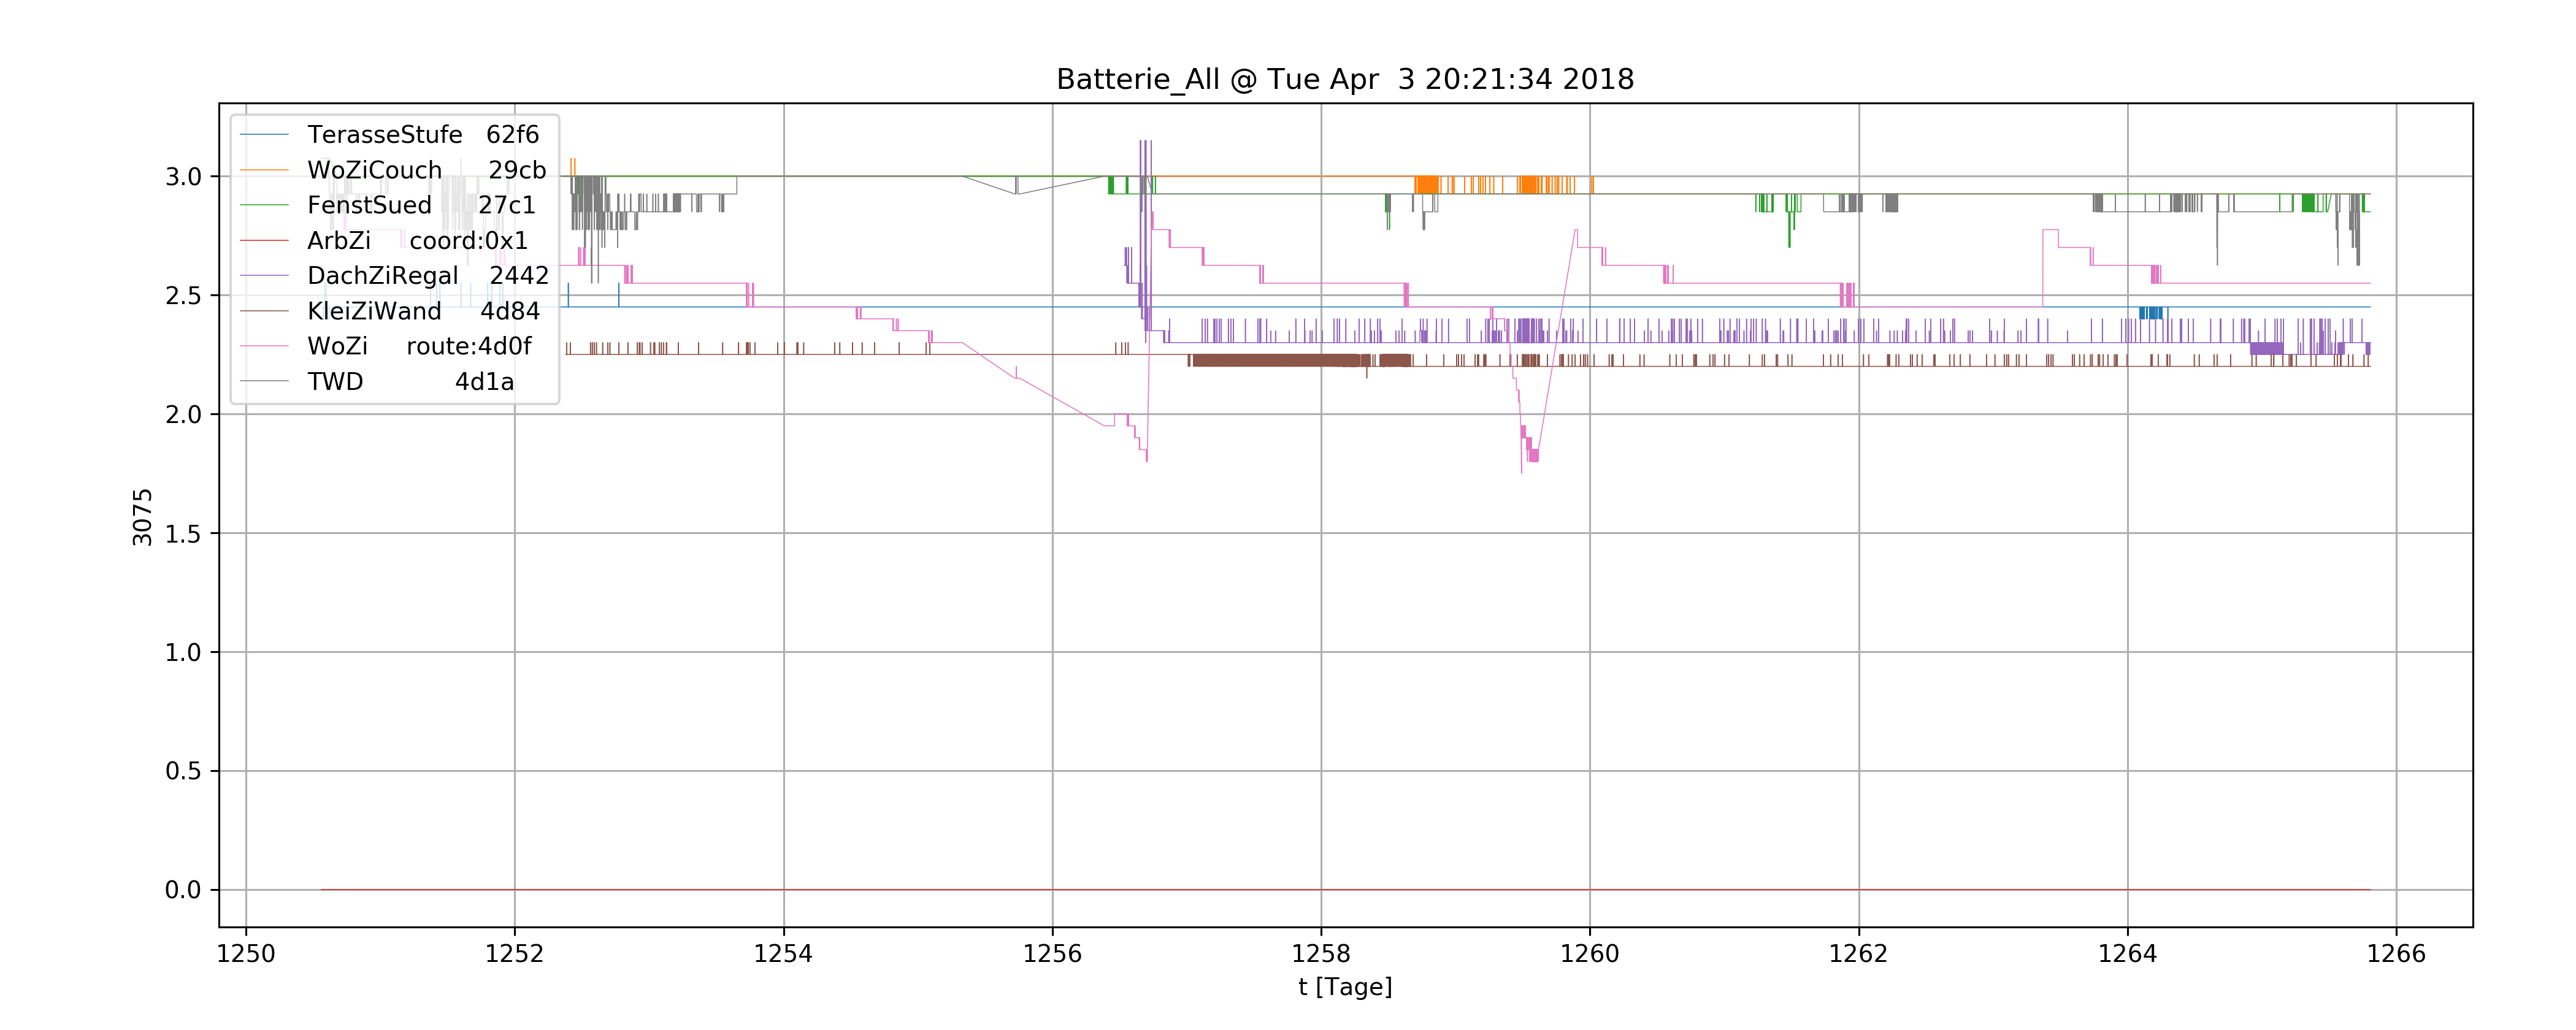 Batterie_All @ Tue Apr  3 20:21:34 2018
TerasseStufe   62f6
WoZiCouch      29cb
FenstSued      27c1
ArbZi     coord:0x1
DachZiRegal    2442
KleiZiWand     4d84
WoZi     route:4d0f
TWD            4d1a
3075
3.0
2.5
2.0
1.5
1.0
0.5
0.0
1250 1252 1254 1256 1258 1260 1262 1264 1266
t [Tage]